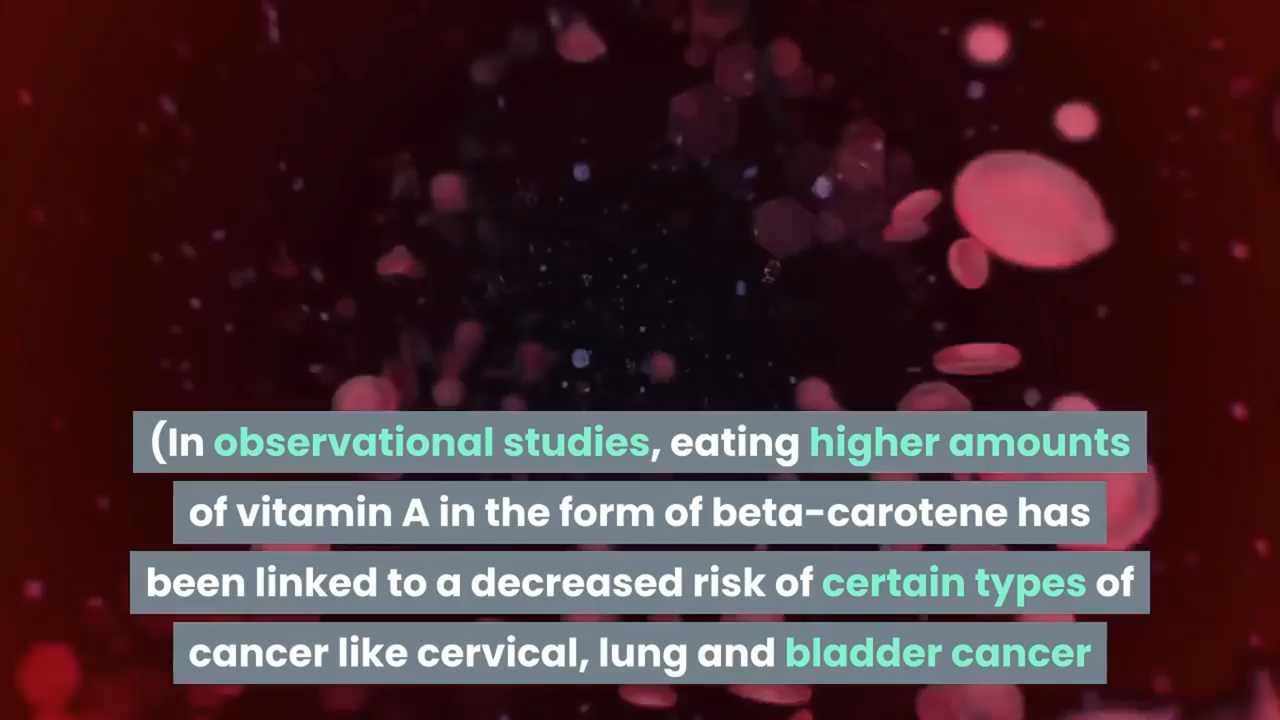 (In observational studies, eating higher amounts
of vitamin A in the form of beta-carotene has
been linked to a decreased risk of certain types of
cancer like cervical, lung and bladder cancer